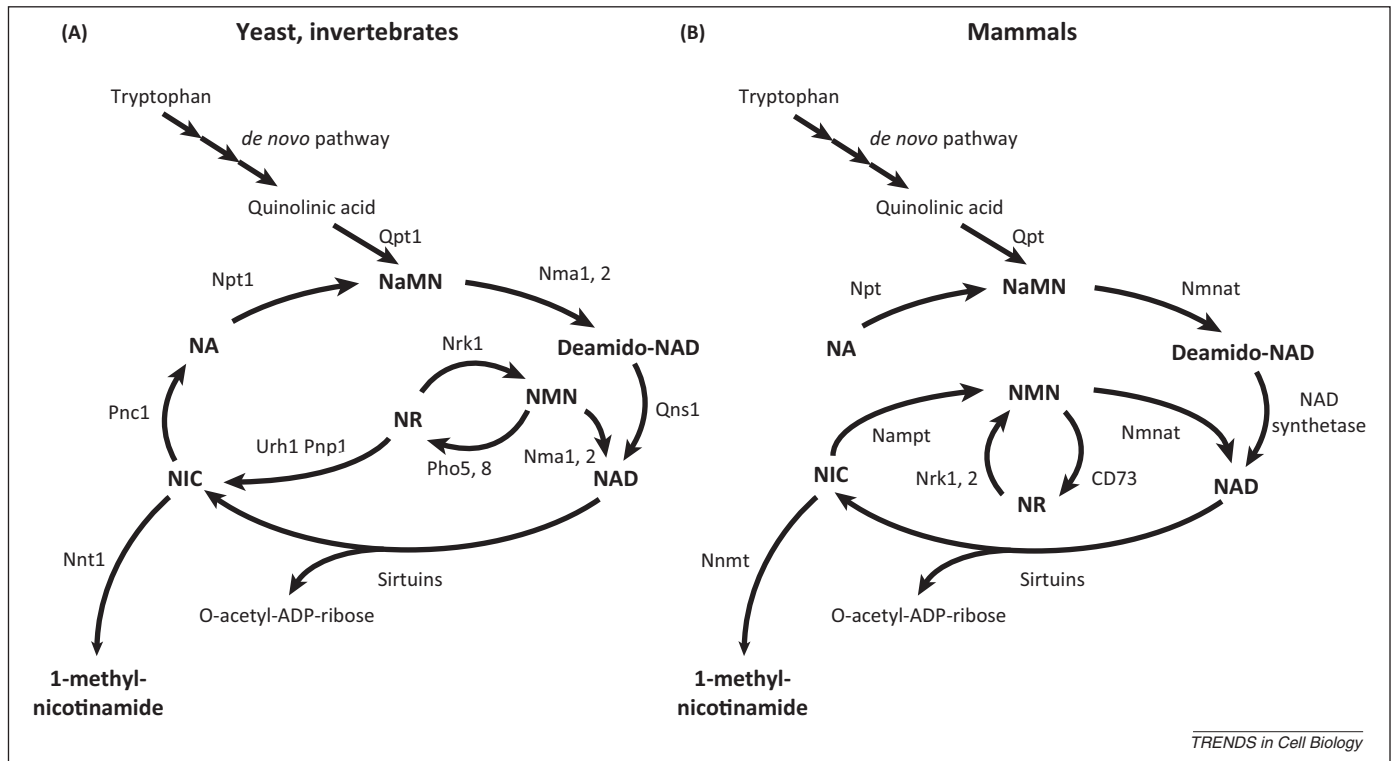 (A)
Yeast, invertebrates
Tryptophan
de novo pathway
Quinolinic acid
Qpt1
Npt1
NaMN
Nma1, 2
NA
Nrk1
Deamido-NAD
Pnc1
NR
NMN
Qns1
Urh1 Pnp1
Pho5, 8
Nma1, 2
NIC
NAD
Nnt1
Sirtuins
O-acetyl-ADP-ribose
1-methyl-
nicotinamide
(B)
Mammals
Tryptophan
de novo pathway
Quinolinic acid
Qpt
Npt
NaMN
Nmnat
NA
Deamido-NAD
NMN
NAD
synthetase
Nampt
Nmnat
NIC
Nrk1, 2
CD73
NR
NAD
Nnmt
Sirtuins
O-acetyl-ADP-ribose
1-methyl-
nicotinamide
TRENDS in Cell Biology